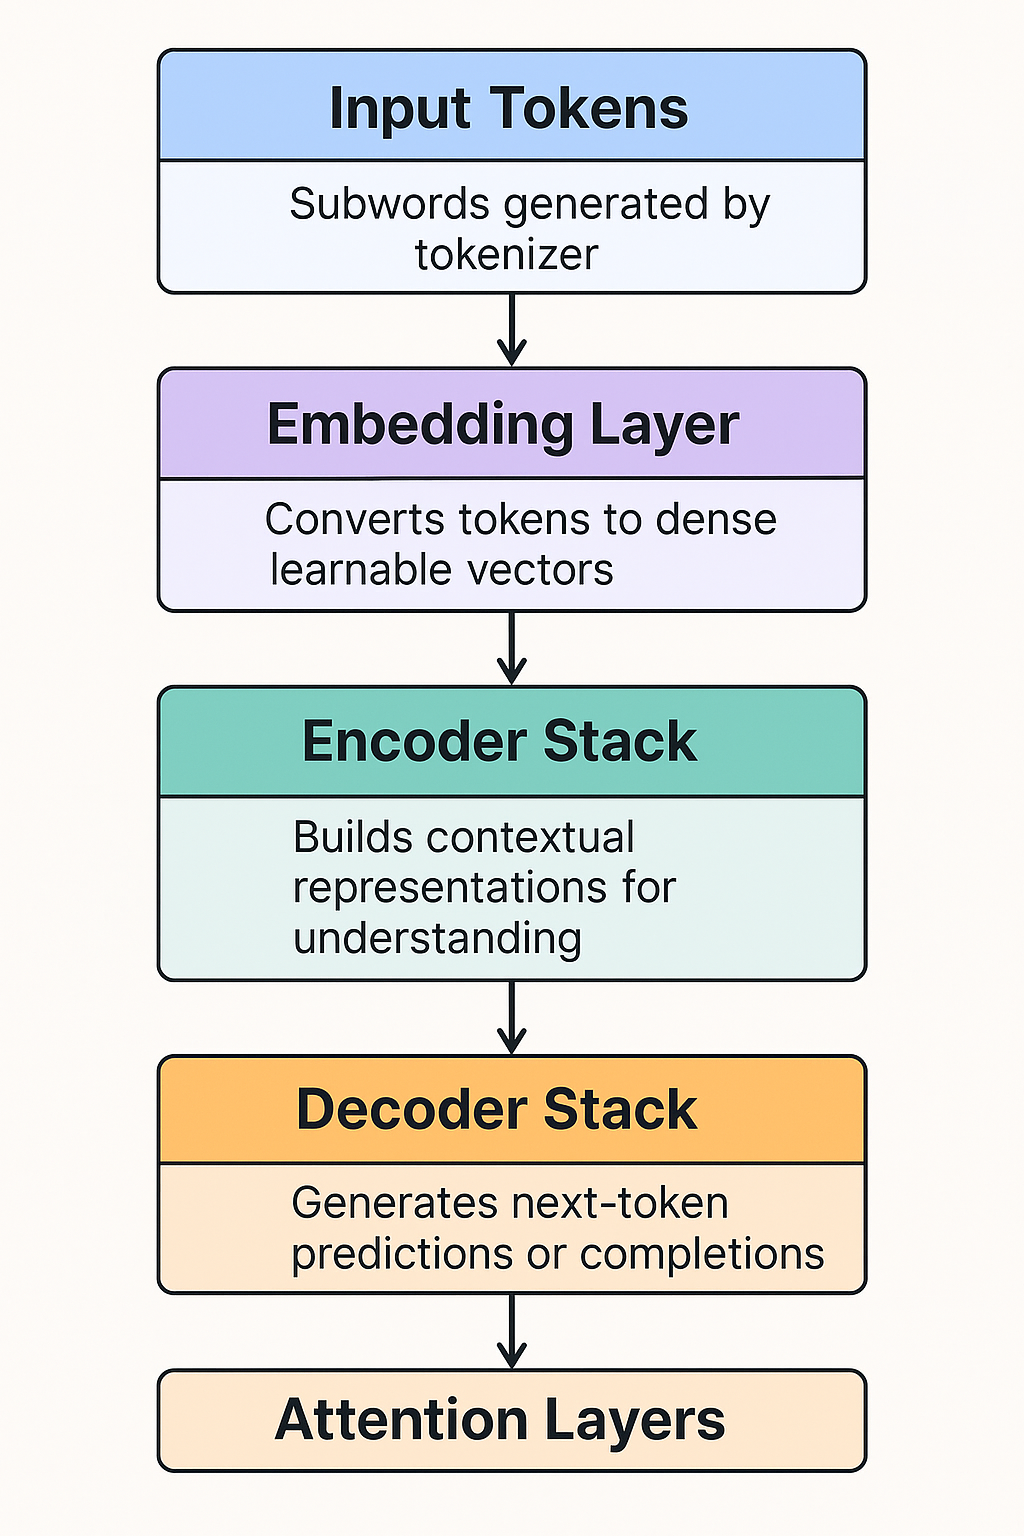 Input Tokens
Subwords generated by
tokenizer
Embedding Layer
Converts tokens to dense
learnable vectors
Encoder Stack
Builds contextual
representations for
understanding
Decoder Stack
Generates next-token
predictions or completions
Attention Layers